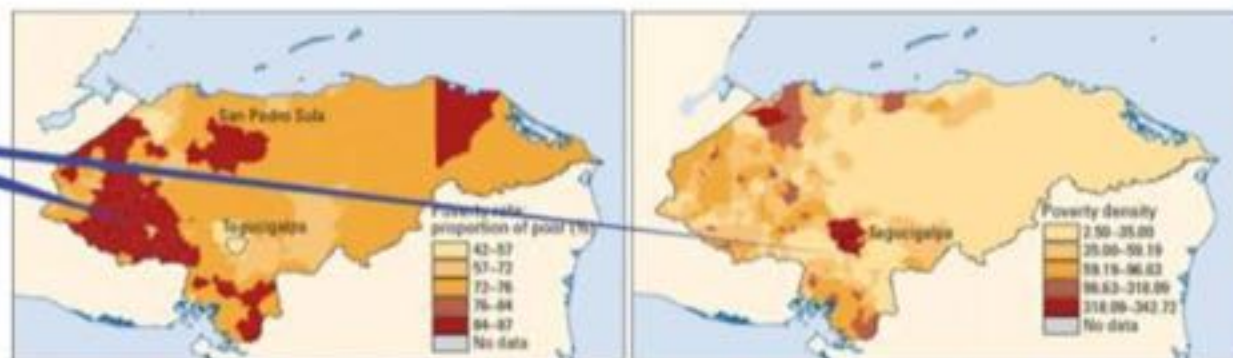 San Pedro Sula
Tegucigalpa
Poverty rate
proportion of pool (%)
42–57
57–72
72–76
76–84
84–87
No data
Tegucigalpa
Poverty density
2.50–35.00
35.00–59.19
59.19–96.63
96.63–318.09
318.09–342.72
No data